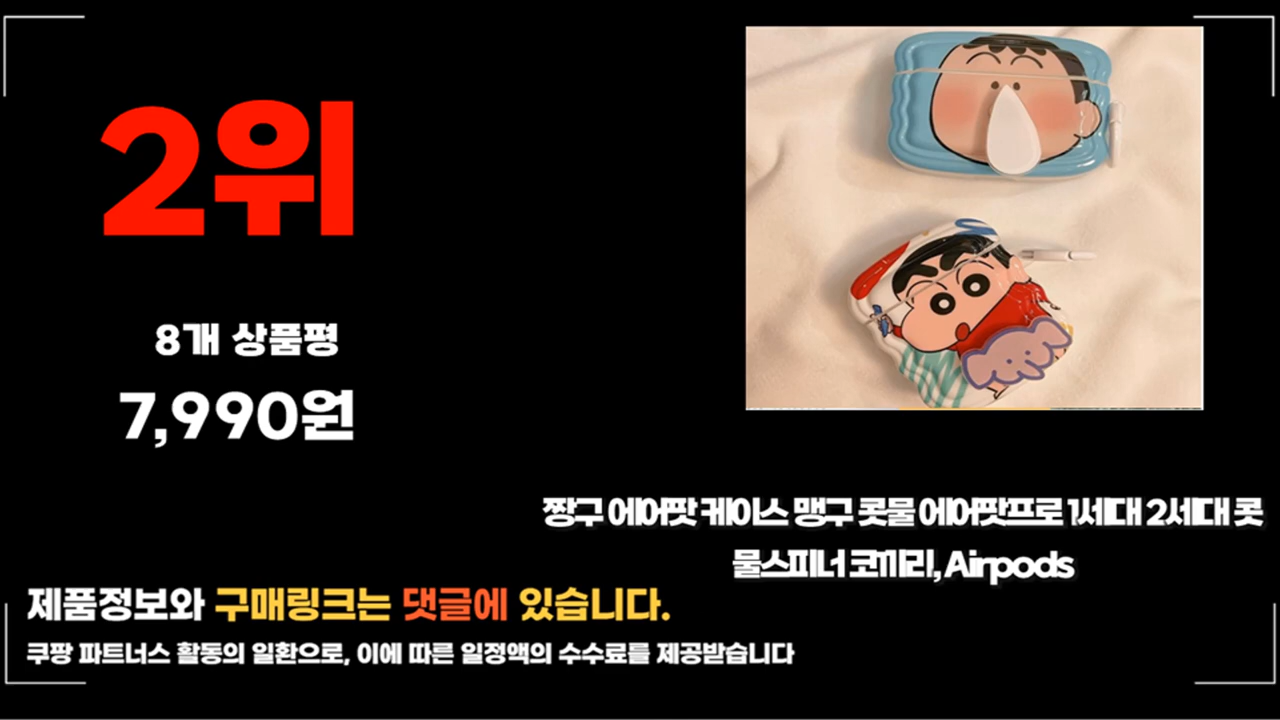 2위
8개 상품평
7,990원
짱구 에어팟 케이스 맹구 콧물 에어팟프로 1세대 2세대 콧
물스피너 코끼리, Airpods
제품정보와 구매링크는 댓글에 있습니다.
쿠팡 파트너스 활동의 일환으로, 이에 따른 일정액의 수수료를 제공받습니다